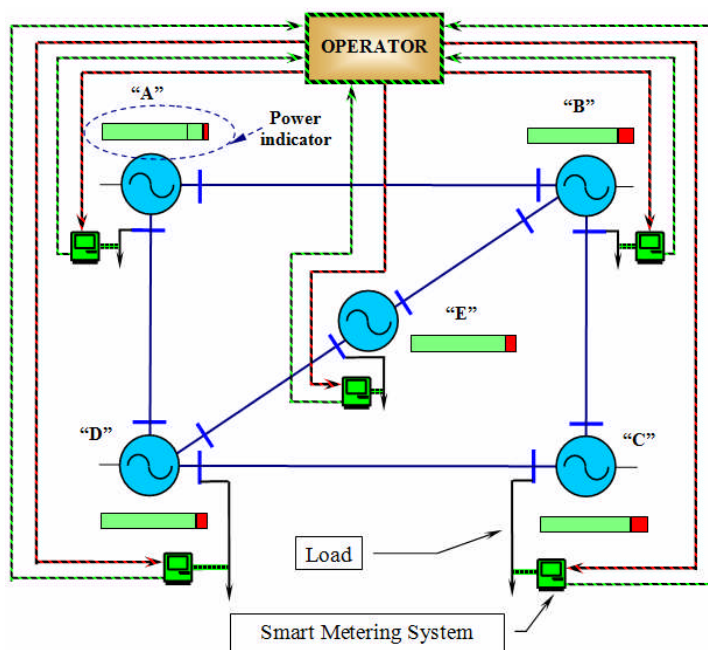 OPERATOR
“A”
Power
indicator
“B”
“E”
“D”
“C”
Load
Smart Metering System